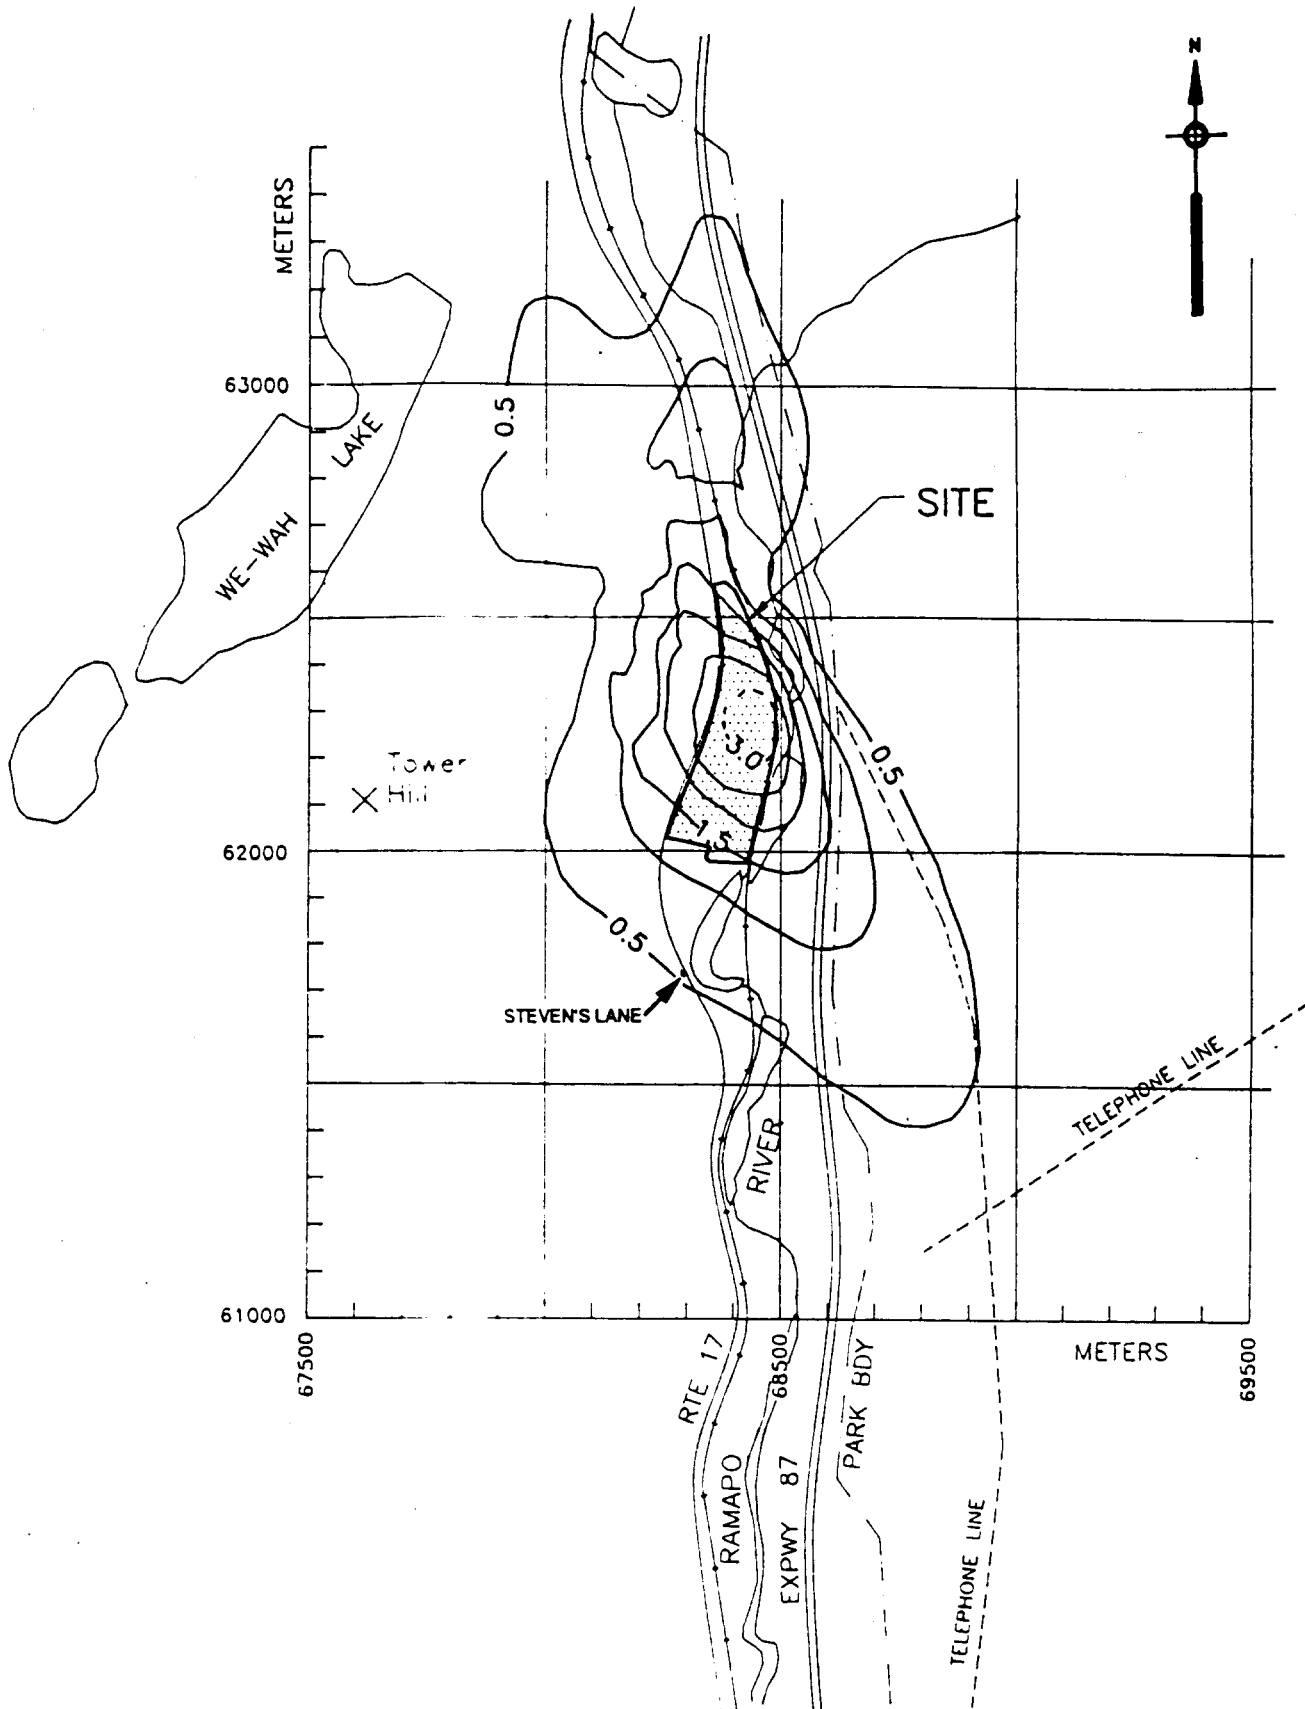 N
METERS
63000
0.5
LAKE
SITE
WE-WAH
Tower
Hill
3.0
0.5
1.5
62000
0.5
STEVEN'S LANE
TELEPHONE LINE
RIVER
61000
67500
68500
69500
METERS
RTE 17
PARK BDY
RAMAPO
EXPWY 87
TELEPHONE LINE